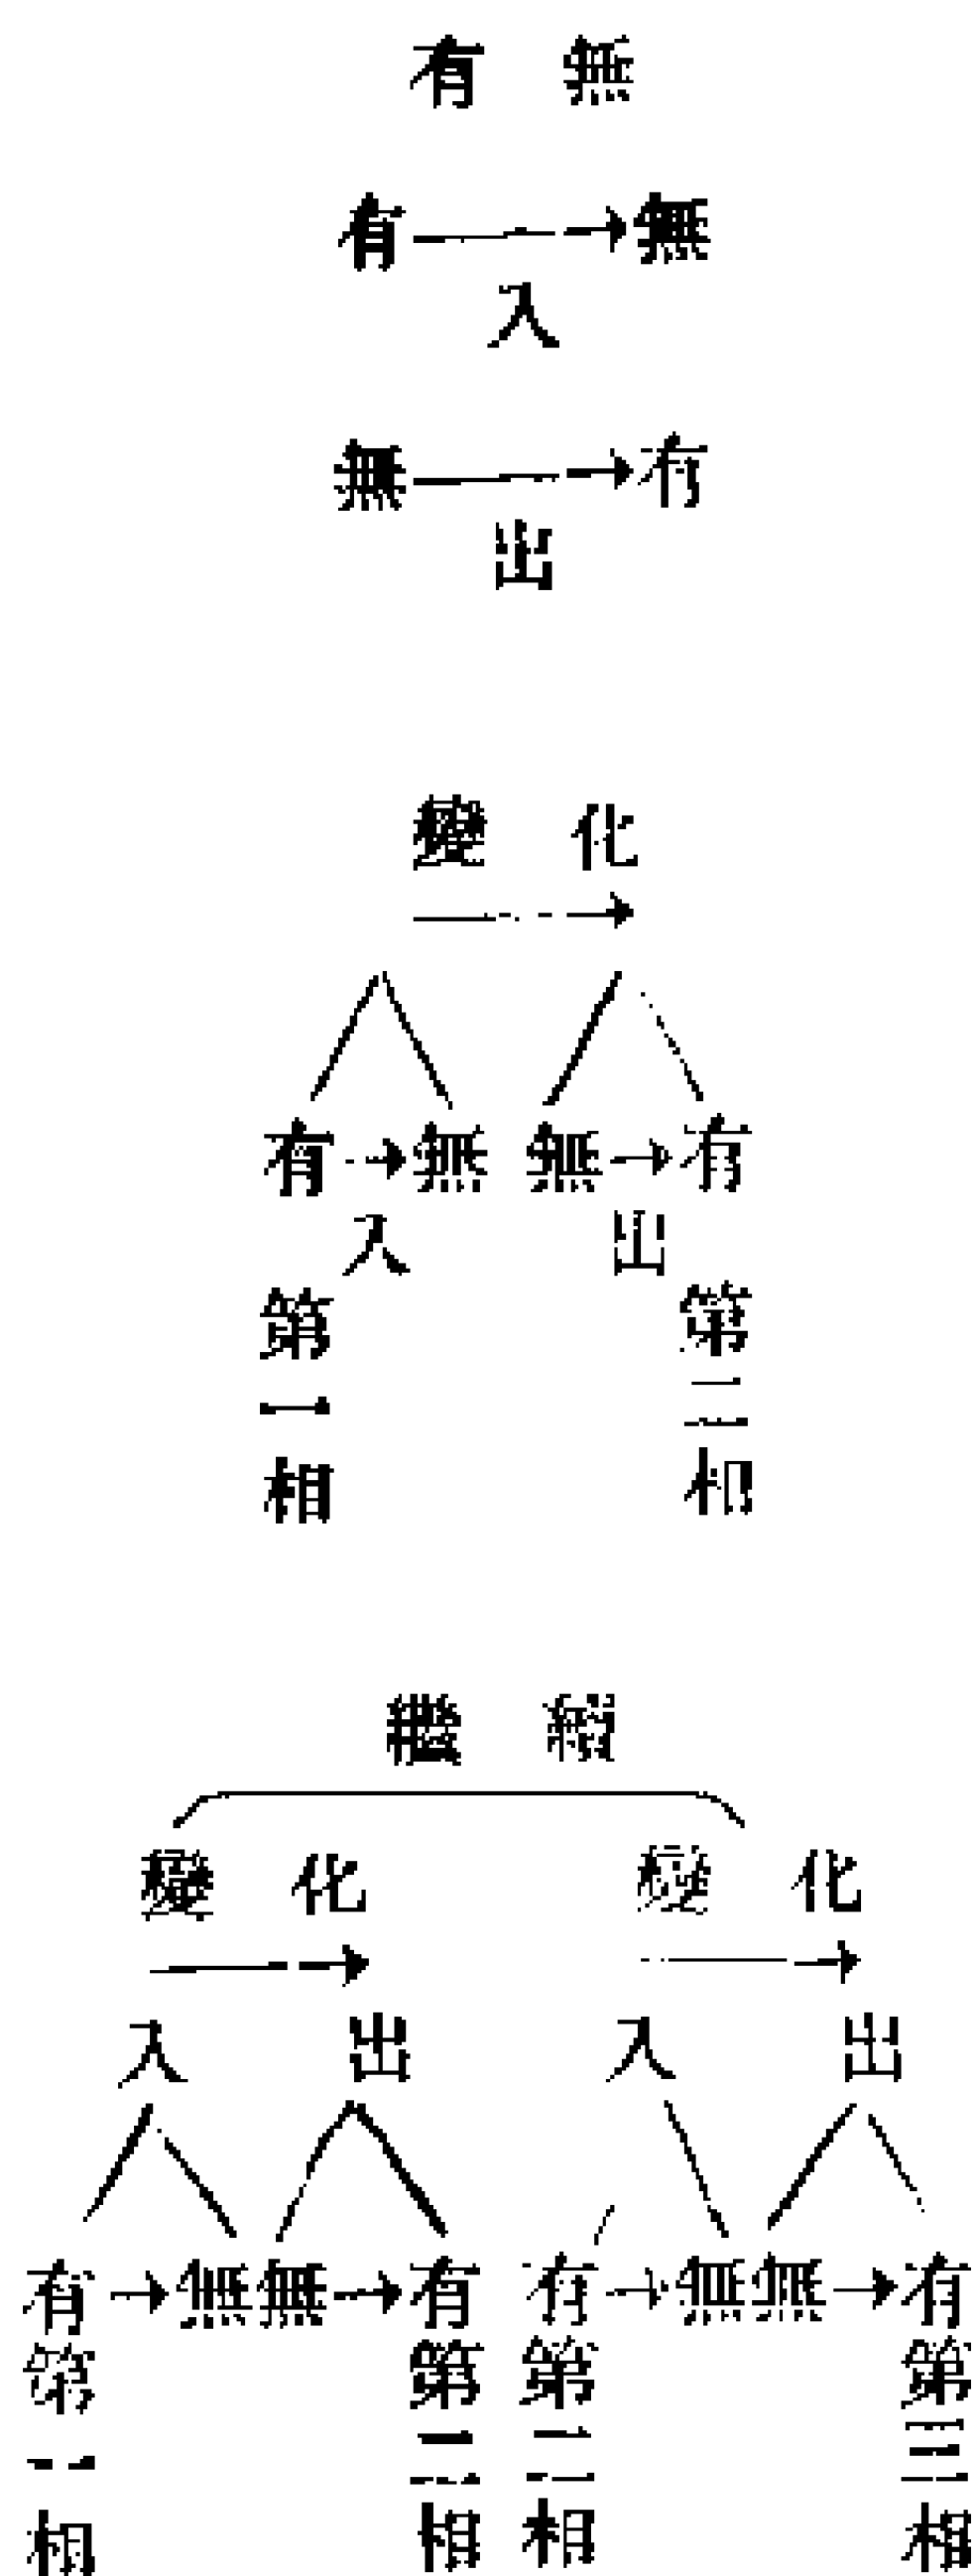 有 無
有→無
入
無→有
出
變 化
→
有→無 無→有
入 出
第一相 第二相
變 化 變 化
→ →
入 出 入 出
有→無無→有 有→無無→有
第一相 第二相 第二相 第三相